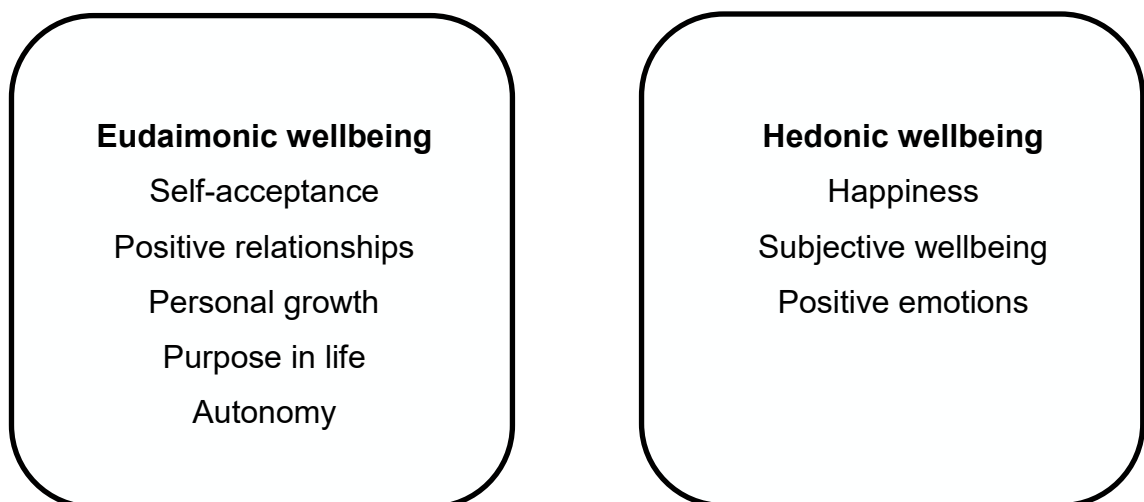 Eudaimonic wellbeing
Self-acceptance
Positive relationships
Personal growth
Purpose in life
Autonomy
Hedonic wellbeing
Happiness
Subjective wellbeing
Positive emotions